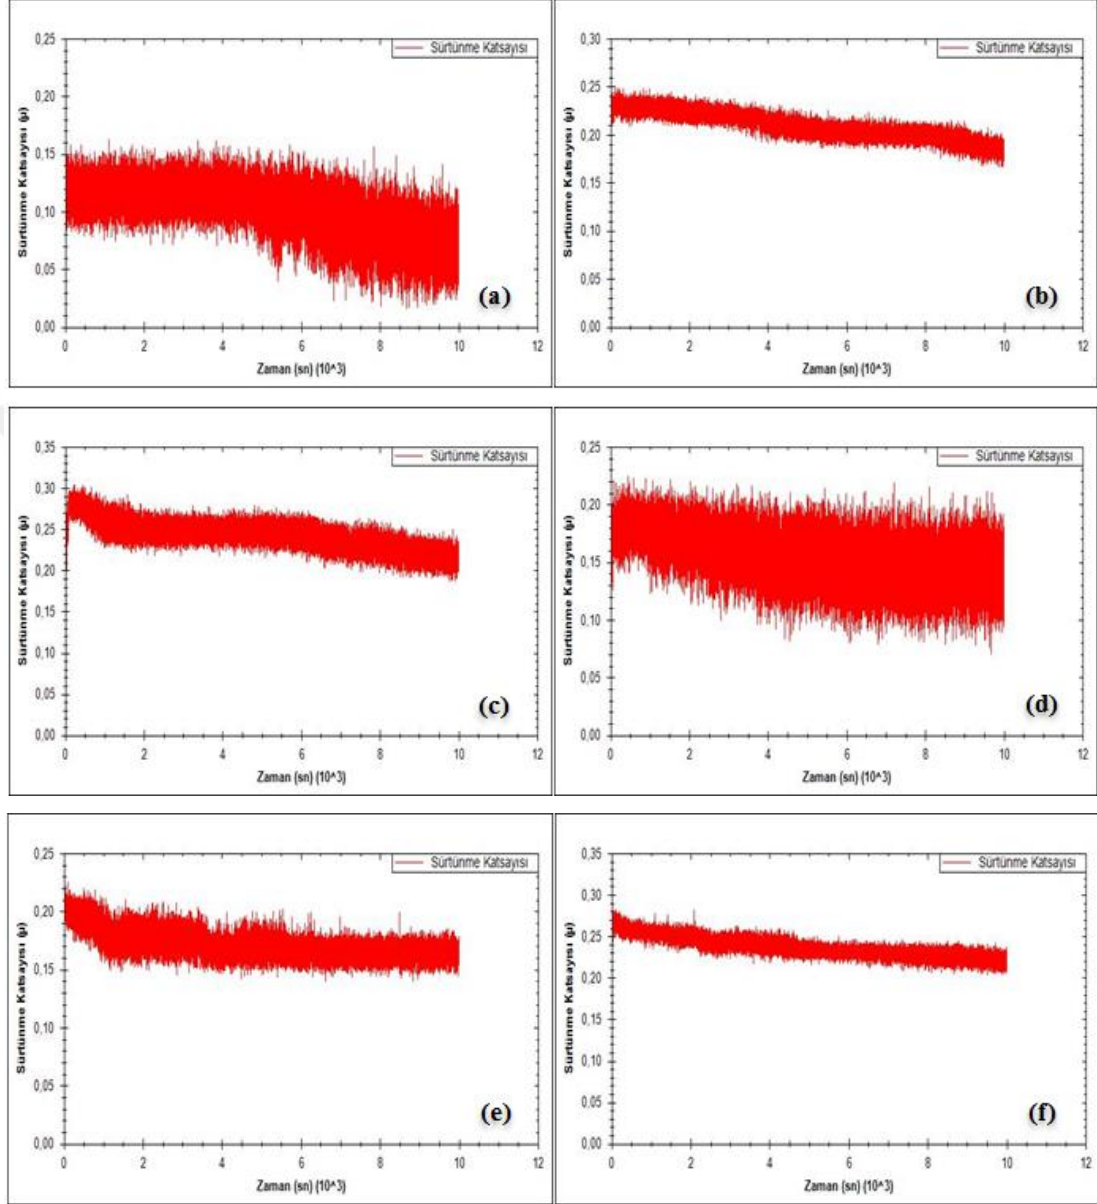 0,25
0,20
0,15
0,10
0,05
0,00
Sürtünme Katsayısı (μ)
Sürtünme Katsayısı
(a)
0 2 4 6 8 10 12
Zaman (sn) (10^3)
0,30
0,25
0,20
0,15
0,10
0,05
0,00
Sürtünme Katsayısı (μ)
Sürtünme Katsayısı
(b)
0 2 4 6 8 10 12
Zaman (sn) (10^3)
0,35
0,30
0,25
0,20
0,15
0,10
0,05
0,00
Sürtünme Katsayısı (μ)
Sürtünme Katsayısı
(c)
0 2 4 6 8 10 12
Zaman (sn) (10^3)
0,25
0,20
0,15
0,10
0,05
0,00
Sürtünme Katsayısı (μ)
Sürtünme Katsayısı
(d)
0 2 4 6 8 10 12
Zaman (sn) (10^3)
0,25
0,20
0,15
0,10
0,05
0,00
Sürtünme Katsayısı (μ)
Sürtünme Katsayısı
(e)
0 2 4 6 8 10 12
Zaman (sn) (10^3)
0,35
0,30
0,25
0,20
0,15
0,10
0,05
0,00
Sürtünme Katsayısı (μ)
Sürtünme Katsayısı
(f)
0 2 4 6 8 10 12
Zaman (sn) (10^3)